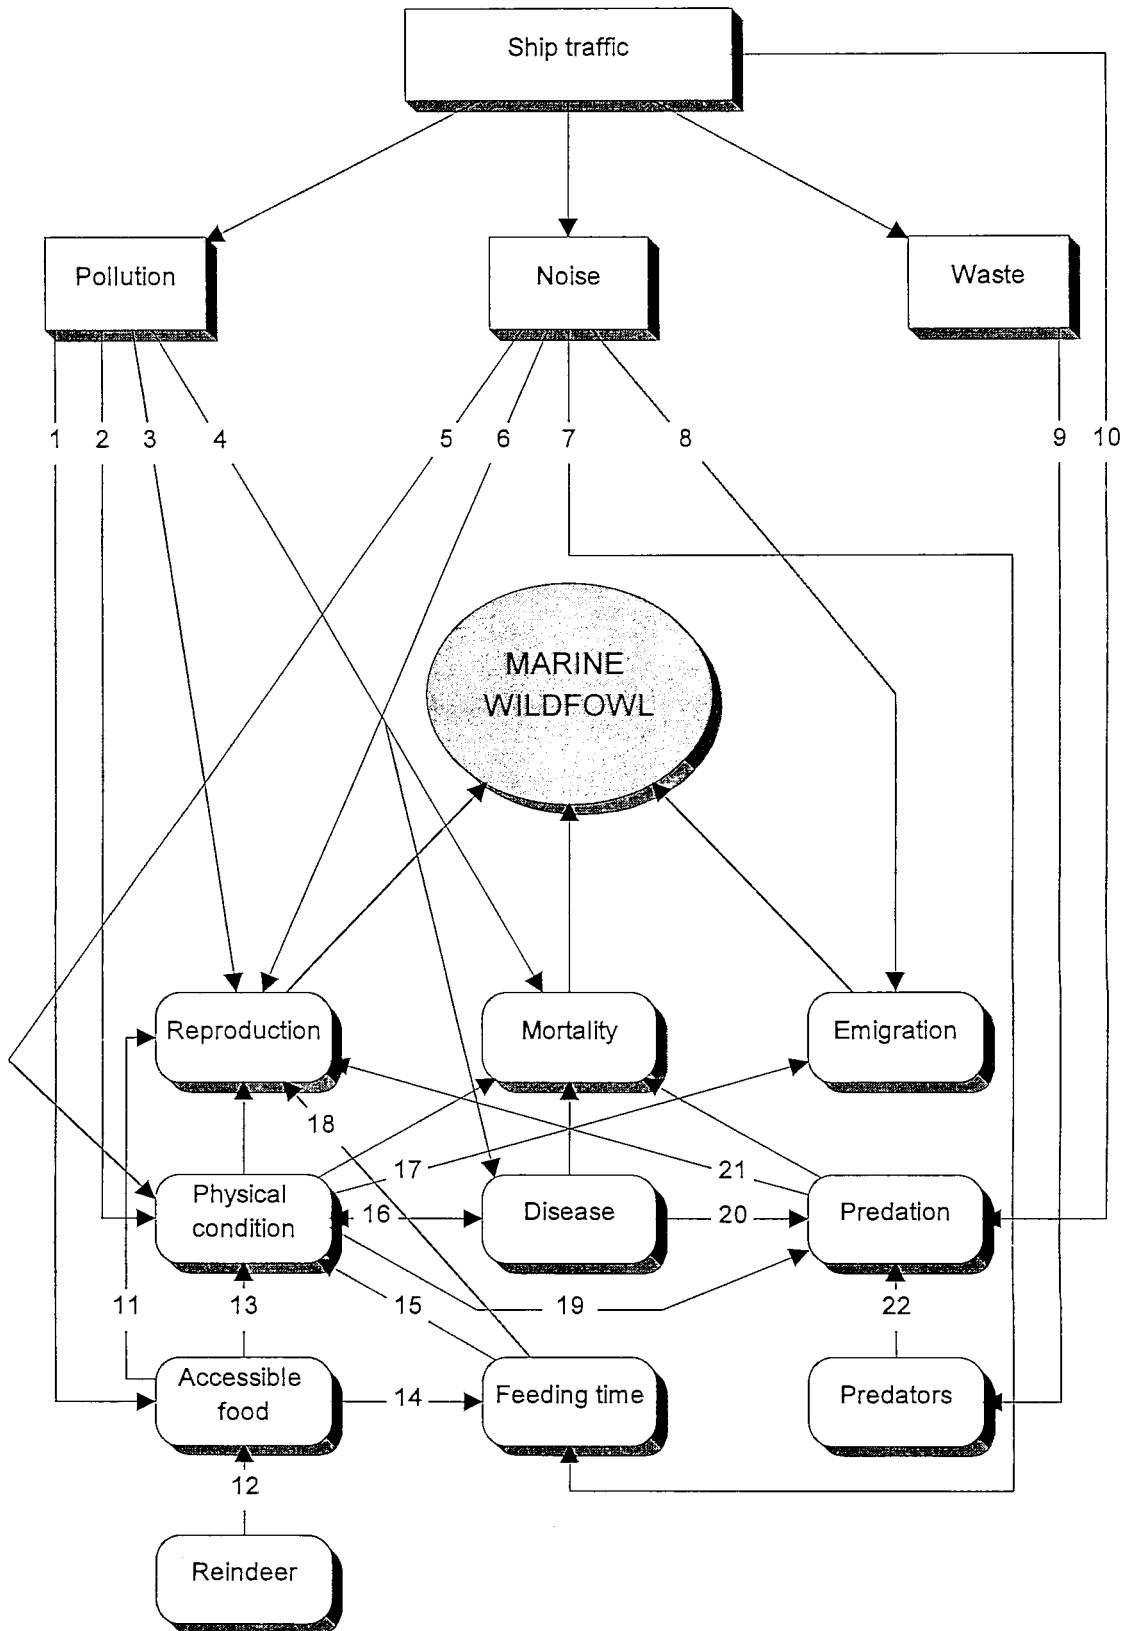 Ship traffic
Pollution
Noise
Waste
1
2
3
4
5
6
7
8
9
10
MARINE
WILDFOWL
Reproduction
Mortality
Emigration
18
17
21
Physical
condition
16
Disease
20
Predation
11
13
15
19
22
Accessible
food
14
Feeding time
Predators
12
Reindeer